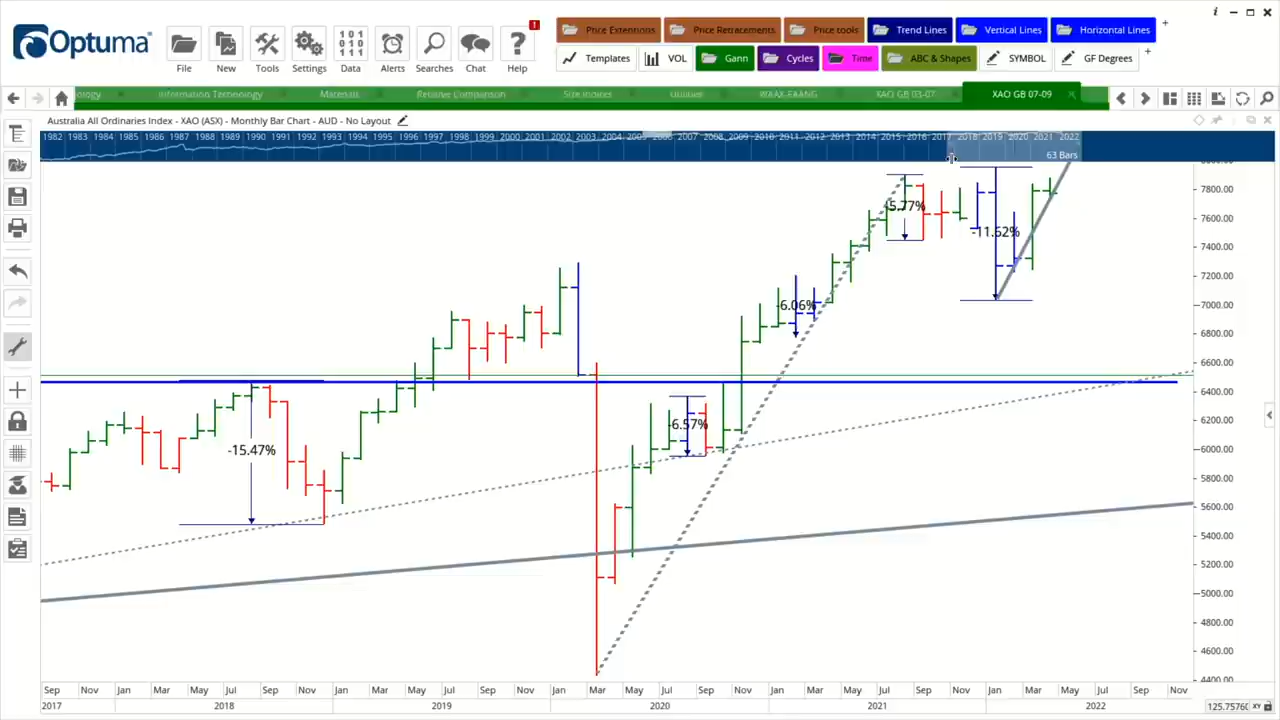 Optuma
File
New
Tools
Settings
Data
Alerts
Searches
Chat
Help
Price Extensions
Price Retracements
Price tools
Trend Lines
Vertical Lines
Horizontal Lines
Templates
VOL
Gann
Cycles
Time
ABC & Shapes
SYMBOL
GF Degrees
Information Technology
Materials
Relative Comparison
Utilities
XAO GB 03-07
XAO GB 07-09
Australia All Ordinaries Index - XAO (ASX) - Monthly Bar Chart - AUD - No Layout
1982 1983 1984 1985 1986 1987 1988 1989 1990 1991 1992 1993 1994 1995 1996 1997 1998 1999 2000 2001 2002 2003 2004 2005 2006 2007 2008 2009 2010 2011 2012 2013 2014 2015 2016 2017 2018 2019 2020 2021 2022
63 Bars
8000.00
7800.00
7600.00
7400.00
7200.00
7000.00
6800.00
6600.00
6400.00
6200.00
6000.00
5800.00
5600.00
5400.00
5200.00
5000.00
4800.00
4600.00
4400.00
-5.77%
-11.62%
-6.06%
-6.57%
-15.47%
Sep Nov Jan Mar May Jul Sep Nov Jan Mar May Jul Sep Nov Jan Mar May Jul Sep Nov Jan Mar May Jul Sep Nov Jan Mar May Jul Sep Nov
2017 2018 2019 2020 2021 2022
125.7576
XY